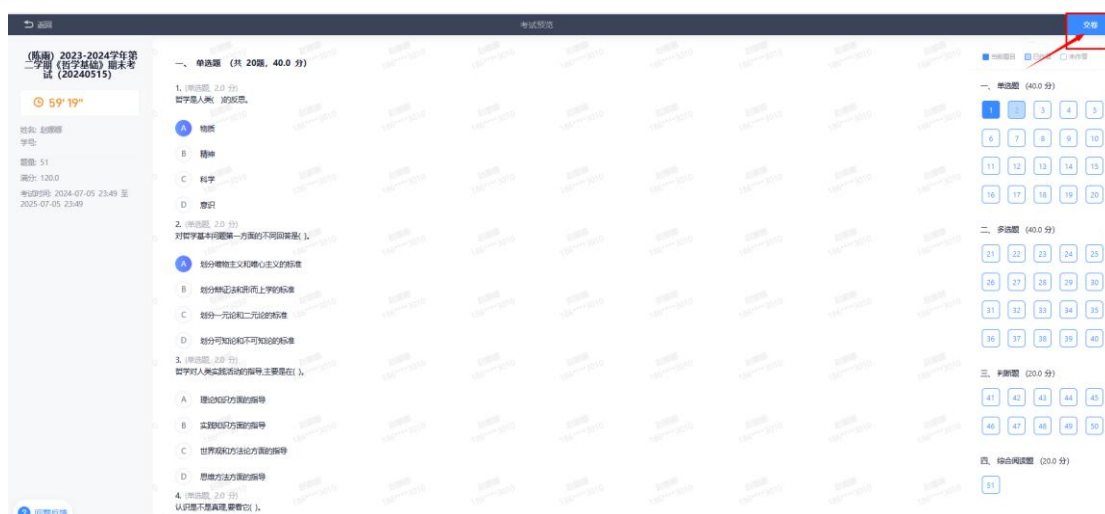 返回
考试预览
交卷
(陈雨) 2023-2024学年第
二学期《哲学基础》期末考
试 (20240515)
59' 19"
姓名:
学号:
题量: 51
满分: 120.0
考试时间: 2024-07-05 23:49 至
2025-07-05 23:49
一、 单选题 (共 20题, 40.0 分)
1. (单选题, 2.0 分)
哲学是人类( )的反思。
A 物质
B 精神
C 科学
D 意识
2. (单选题, 2.0 分)
对哲学基本问题第一方面的不同回答是( )。
A 划分唯物主义和唯心主义的标准
B 划分辩证法和形而上学的标准
C 划分一元论和二元论的标准
D 划分可知论和不可知论的标准
3. (单选题, 2.0 分)
哲学对人类实践活动的指导,主要是在( )。
A 理论知识方面的指导
B 实践知识方面的指导
C 世界观和方法论方面的指导
D 思维方法方面的指导
4. (单选题, 2.0 分)
认识是不是真理,要看它( )。
当前题目 未作答
一、 单选题 (40.0 分)
1 2 3 4 5
6 7 8 9 10
11 12 13 14 15
16 17 18 19 20
二、 多选题 (40.0 分)
21 22 23 24 25
26 27 28 29 30
31 32 33 34 35
36 37 38 39 40
三、 判断题 (20.0 分)
41 42 43 44 45
46 47 48 49 50
四、 综合阅读题 (20.0 分)
51